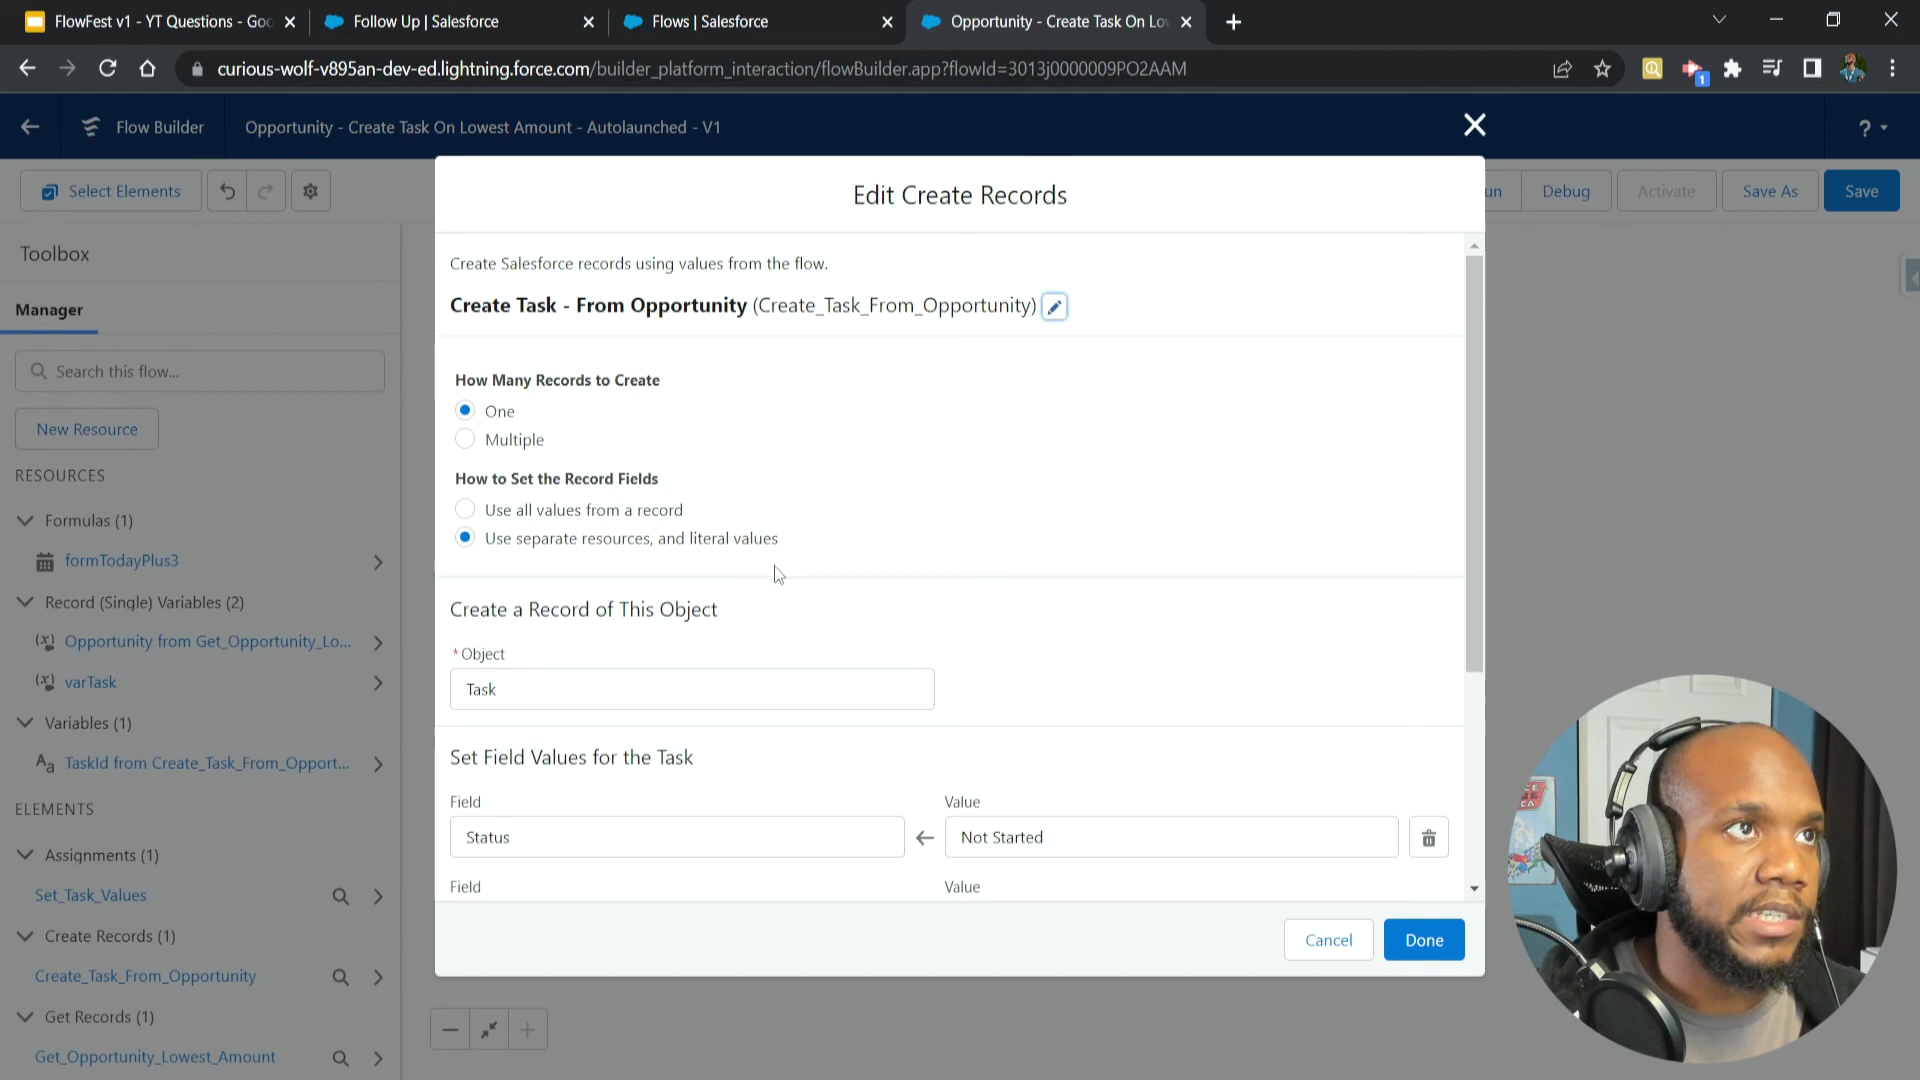 FlowFest v1 - YT Questions - Goo
Follow Up | Salesforce
Flows | Salesforce
Opportunity - Create Task On Lo
curious-wolf-v895an-dev-ed.lightning.force.com/builder_platform_interaction/flowBuilder.app?flowId=3013j0000009PO2AAM
1
Flow Builder
Opportunity - Create Task On Lowest Amount - Autolaunched - V1
?
Select Elements
un
Debug
Activate
Save As
Save
Toolbox
Manager
Search this flow...
New Resource
RESOURCES
Formulas (1)
formTodayPlus3
Record (Single) Variables (2)
Opportunity from Get_Opportunity_Lo...
varTask
Variables (1)
TaskId from Create_Task_From_Opport...
ELEMENTS
Assignments (1)
Set_Task_Values
Create Records (1)
Create_Task_From_Opportunity
Get Records (1)
Get_Opportunity_Lowest_Amount
Edit Create Records
Create Salesforce records using values from the flow.
Create Task - From Opportunity (Create_Task_From_Opportunity)
How Many Records to Create
One
Multiple
How to Set the Record Fields
Use all values from a record
Use separate resources, and literal values
Create a Record of This Object
* Object
Task
Set Field Values for the Task
Field
Value
Status
Not Started
Field
Value
Cancel
Done